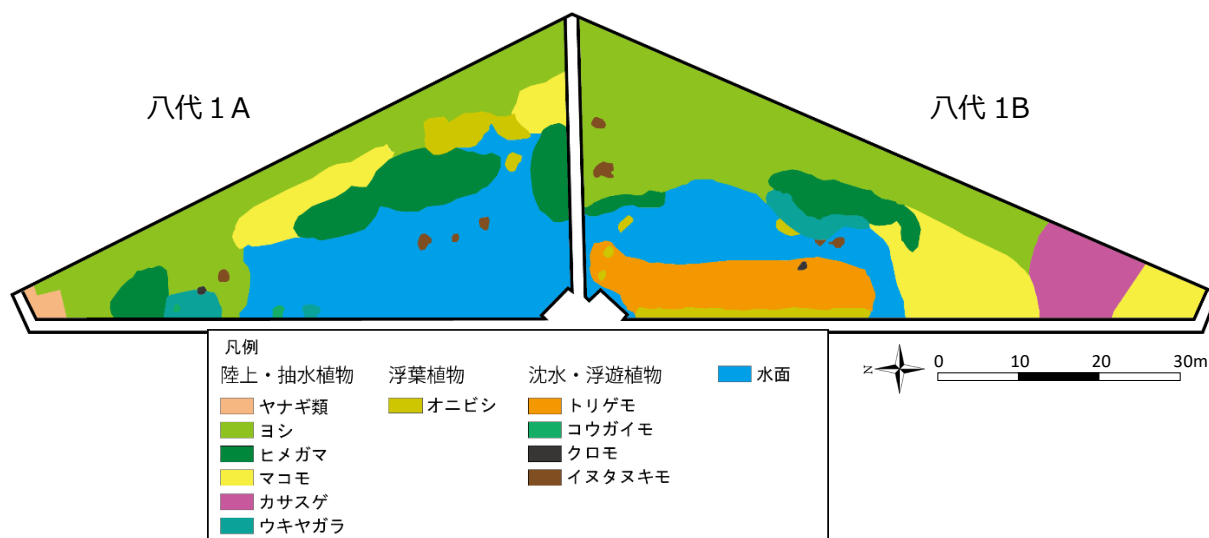 八代1A
八代1B
凡例
陸上・抽水植物
ヤナギ類
ヨシ
ヒメガマ
マコモ
カサスゲ
ウキヤガラ
浮葉植物
オニビシ
沈水・浮遊植物
トリゲモ
コウガイモ
クロモ
イヌタヌキモ
水面
N
0 10 20 30m